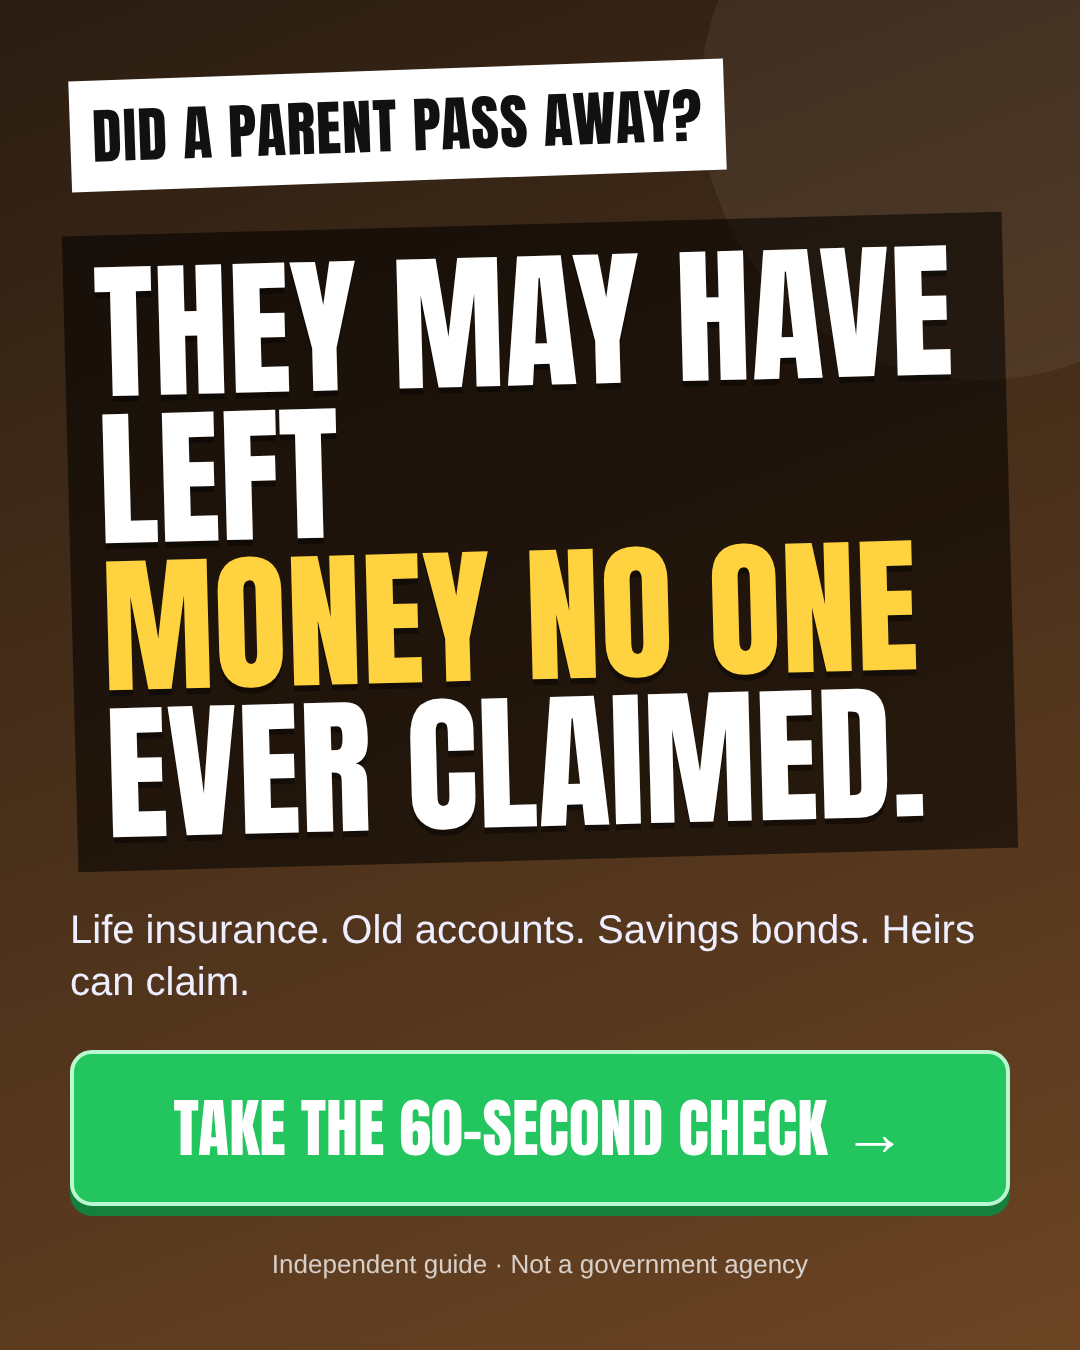 DID A PARENT PASS AWAY?
THEY MAY HAVE
LEFT
MONEY NO ONE
EVER CLAIMED.
Life insurance. Old accounts. Savings bonds. Heirs
can claim.
TAKE THE 60-SECOND CHECK →
Independent guide · Not a government agency